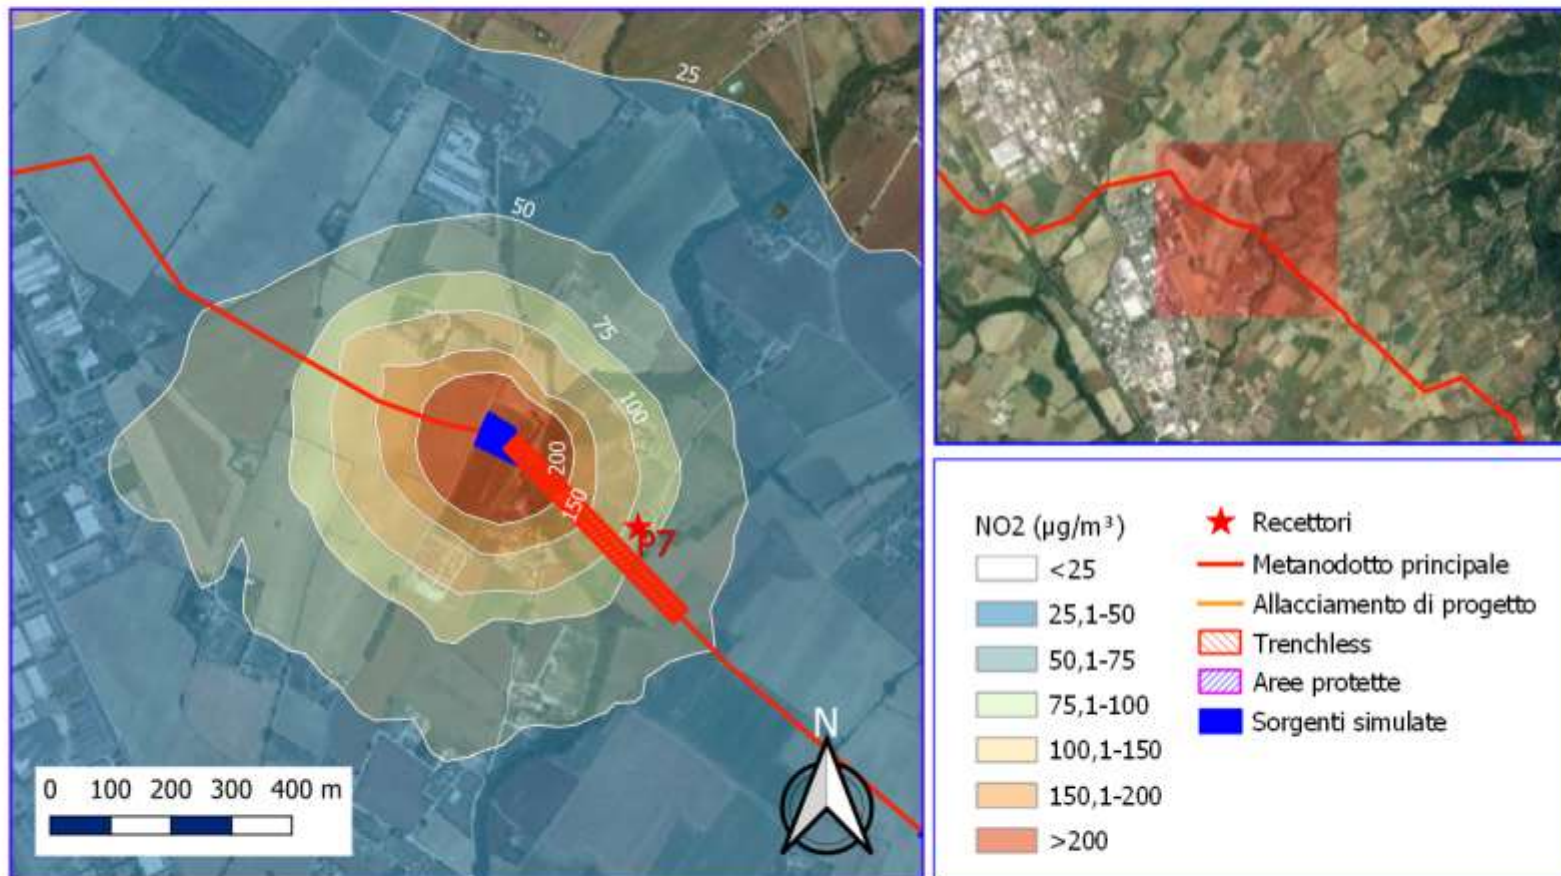 25
50
75
100
200
150
P7
N
0 100 200 300 400 m
NO2 (µg/m³)
<25
25,1-50
50,1-75
75,1-100
100,1-150
150,1-200
>200
Recettori
Metanodotto principale
Allacciamento di progetto
Trenchless
Aree protette
Sorgenti simulate